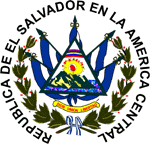 REPUBLICA DE EL SALVADOR EN LA AMERICA CENTRAL